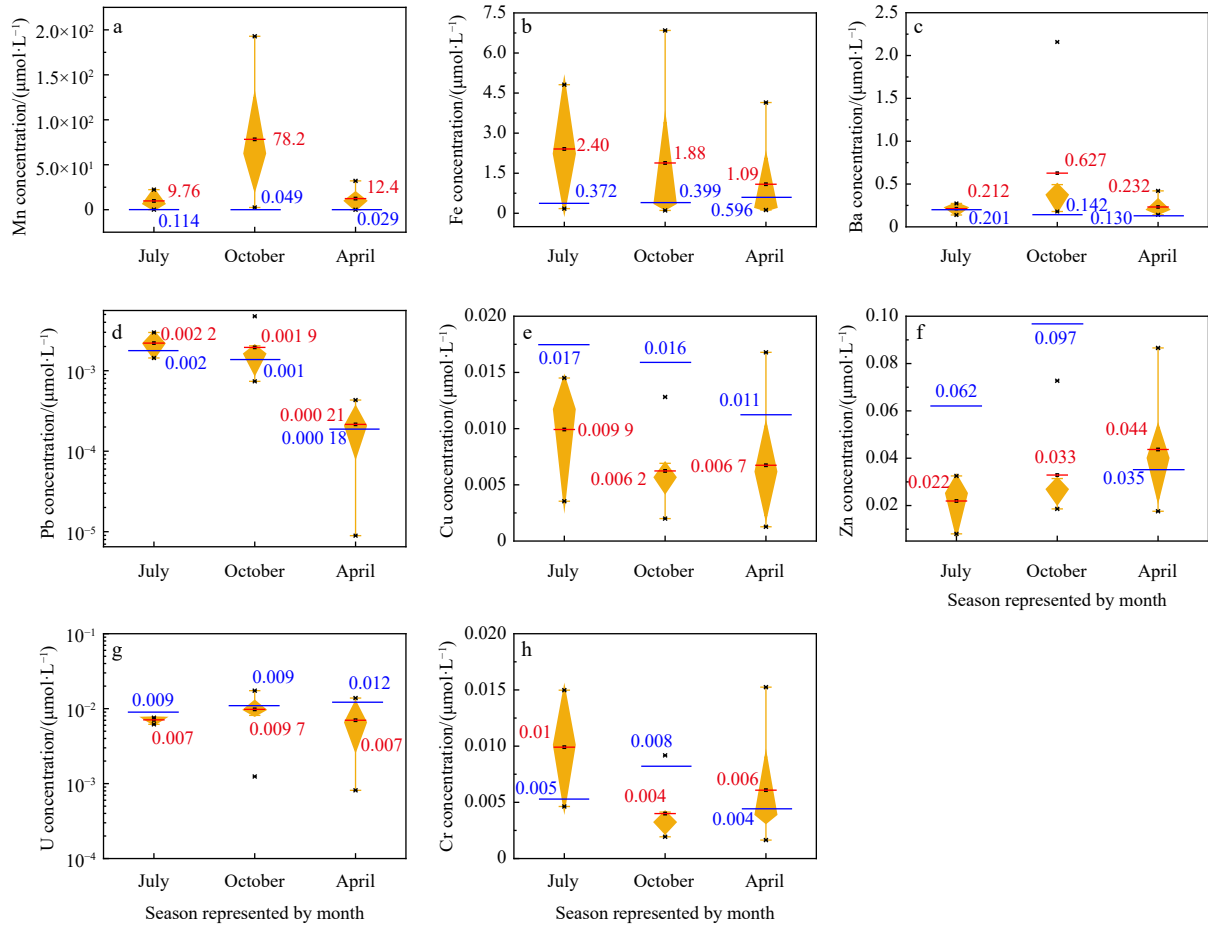 a
Mn concentration/(μmol·L⁻¹)
2.0×10²
1.5×10²
1.0×10²
5.0×10¹
0
9.76
0.114
78.2
0.049
12.4
0.029
July
October
April
b
Fe concentration/(μmol·L⁻¹)
7.5
6.0
4.5
3.0
1.5
0
2.40
0.372
1.88
0.399
1.09
0.596
July
October
April
c
Ba concentration/(μmol·L⁻¹)
2.5
2.0
1.5
1.0
0.5
0
0.212
0.201
0.627
0.142
0.232
0.130
July
October
April
d
Pb concentration/(μmol·L⁻¹)
10⁻³
10⁻⁴
10⁻⁵
0.002 2
0.002
0.001 9
0.001
0.000 21
0.000 18
July
October
April
e
Cu concentration/(μmol·L⁻¹)
0.020
0.015
0.010
0.005
0
0.017
0.009 9
0.016
0.006 2
0.011
0.006 7
July
October
April
f
Zn concentration/(μmol·L⁻¹)
0.10
0.08
0.06
0.04
0.02
0.062
0.022
0.097
0.033
0.044
0.035
July
October
April
Season represented by month
g
U concentration/(μmol·L⁻¹)
10⁻¹
10⁻²
10⁻³
10⁻⁴
0.009
0.007
0.009
0.009 7
0.012
0.007
July
October
April
Season represented by month
h
Cr concentration/(μmol·L⁻¹)
0.020
0.015
0.010
0.005
0
0.01
0.005
0.008
0.004
0.006
0.004
July
October
April
Season represented by month